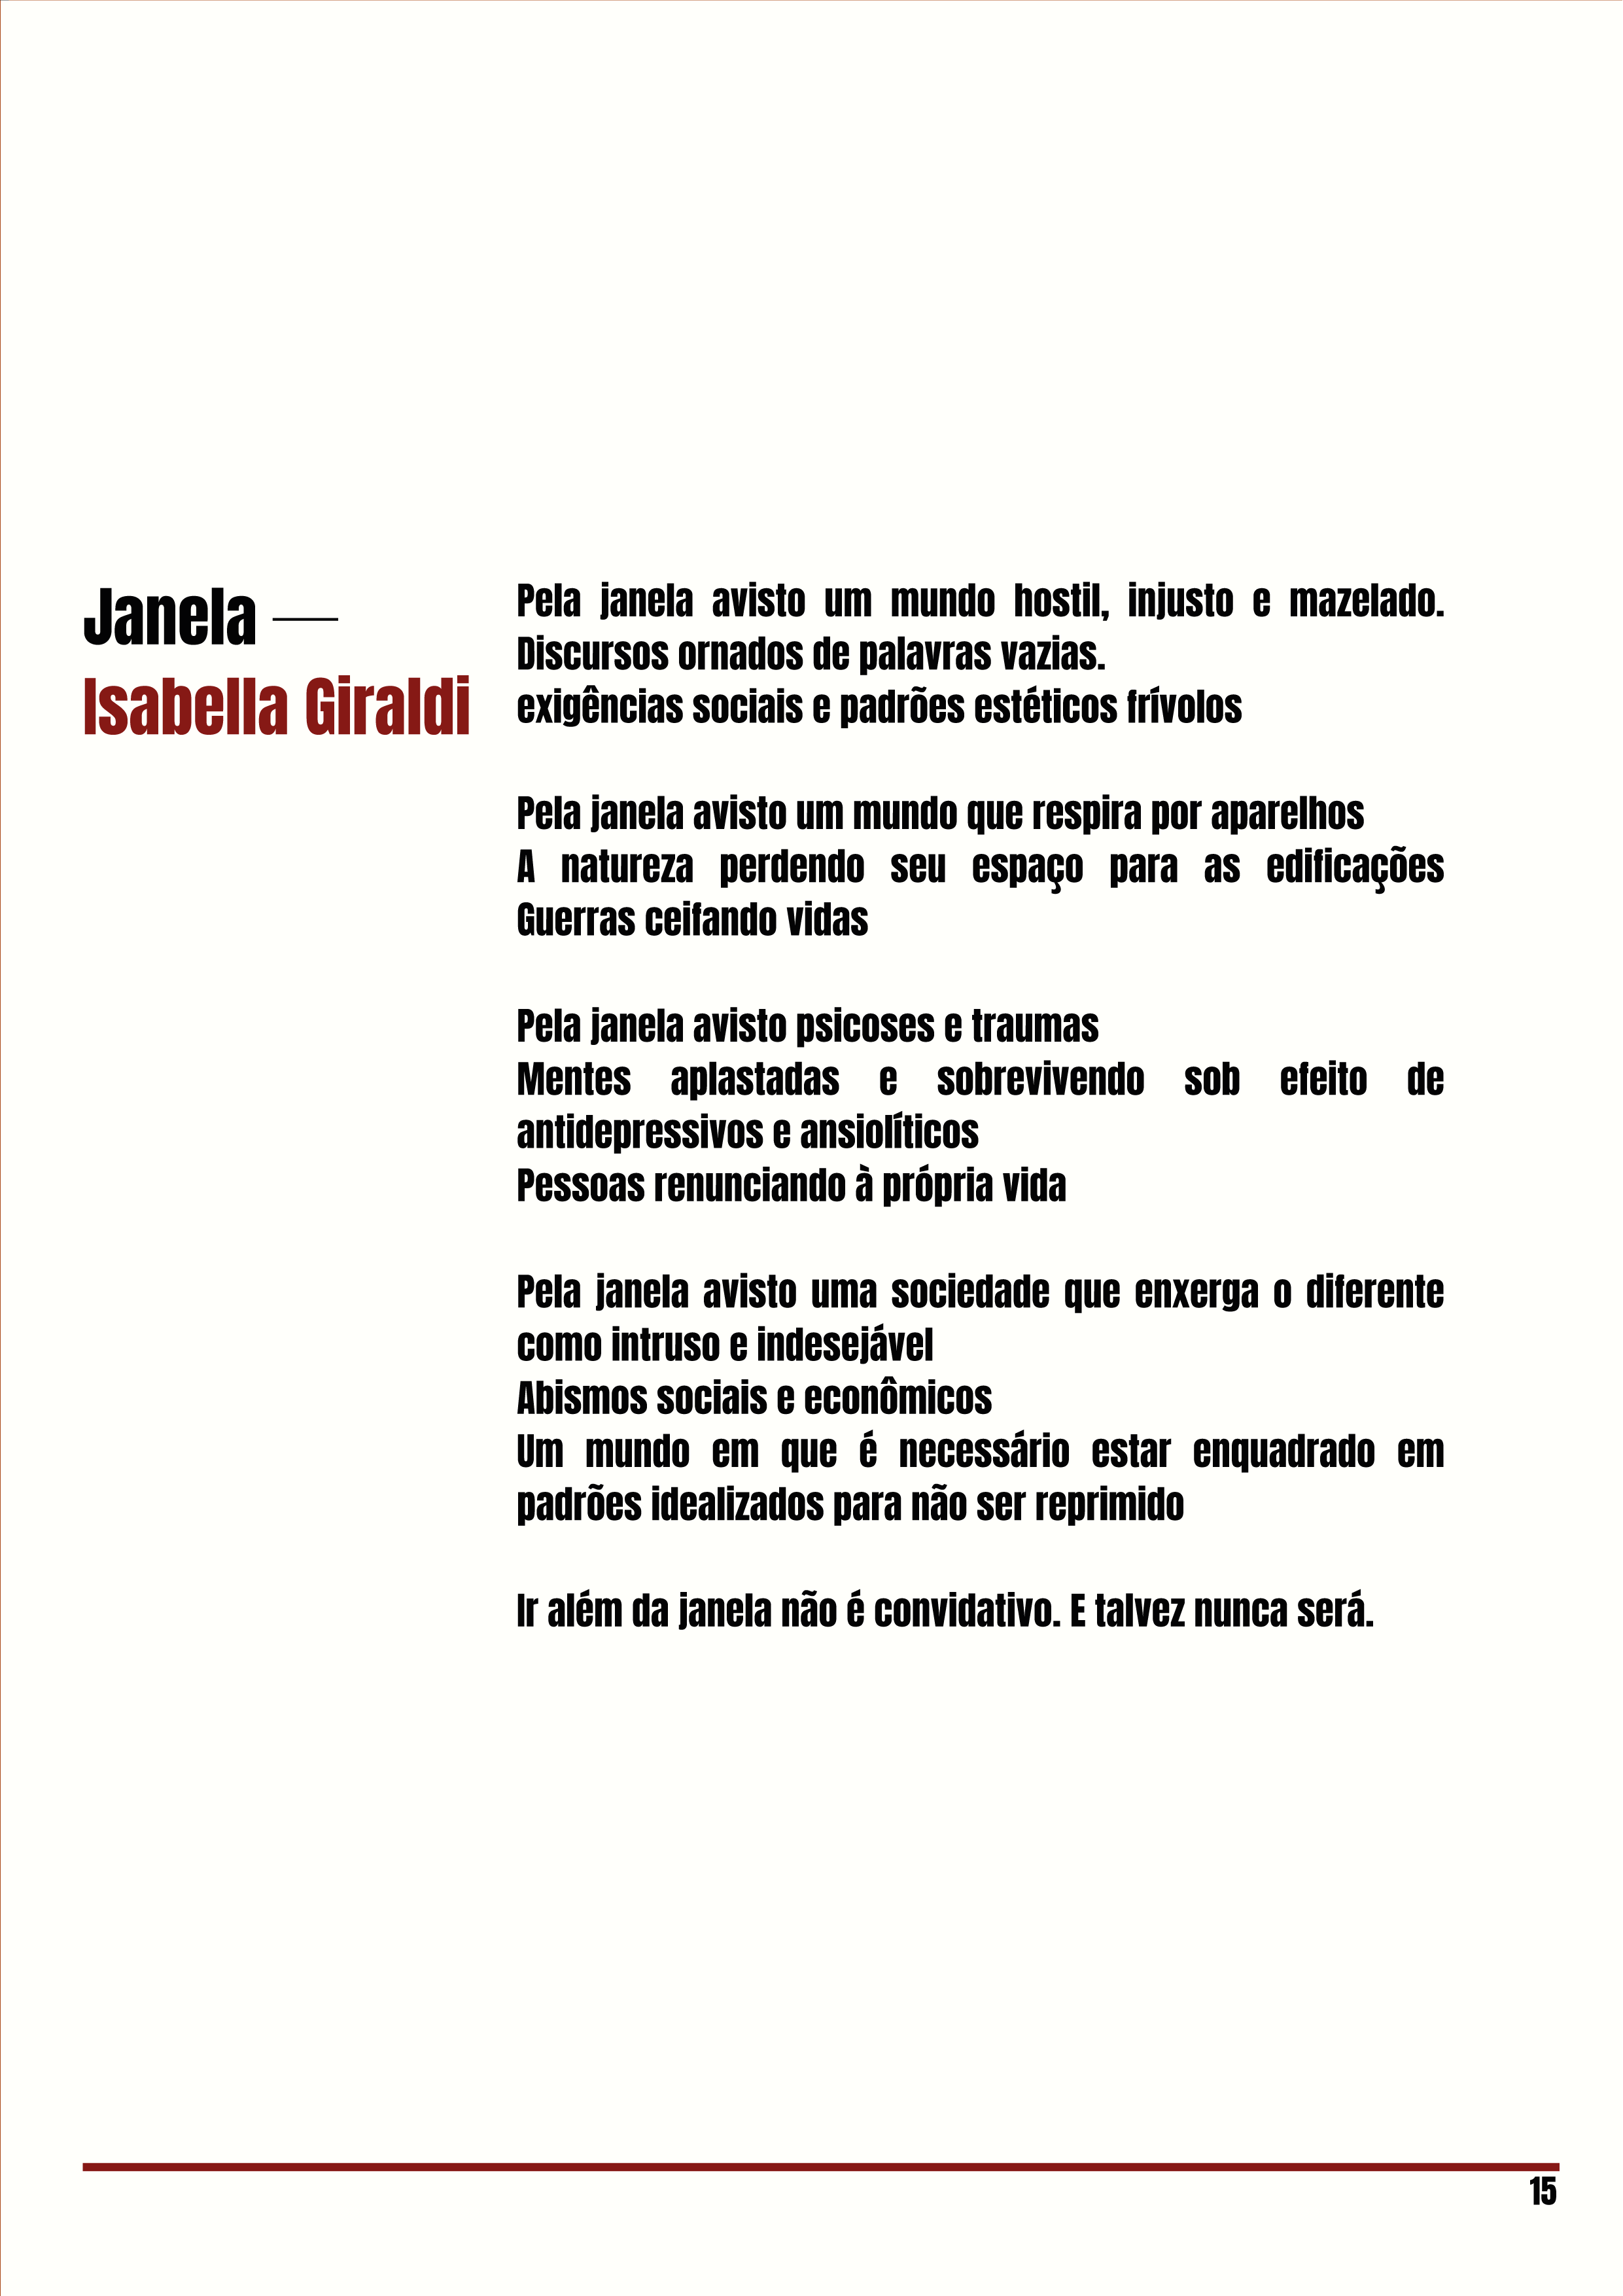 Janela —
Isabella Giraldi
Pela janela avisto um mundo hostil, injusto e mazelado.
Discursos ornados de palavras vazias.
exigências sociais e padrões estéticos frívolos
Pela janela avisto um mundo que respira por aparelhos
A natureza perdendo seu espaço para as edificações
Guerras ceifando vidas
Pela janela avisto psicoses e traumas
Mentes aplastadas e sobrevivendo sob efeito de
antidepressivos e ansiolíticos
Pessoas renunciando à própria vida
Pela janela avisto uma sociedade que enxerga o diferente
como intruso e indesejável
Abismos sociais e econômicos
Um mundo em que é necessário estar enquadrado em
padrões idealizados para não ser reprimido
Ir além da janela não é convidativo. E talvez nunca será.
15